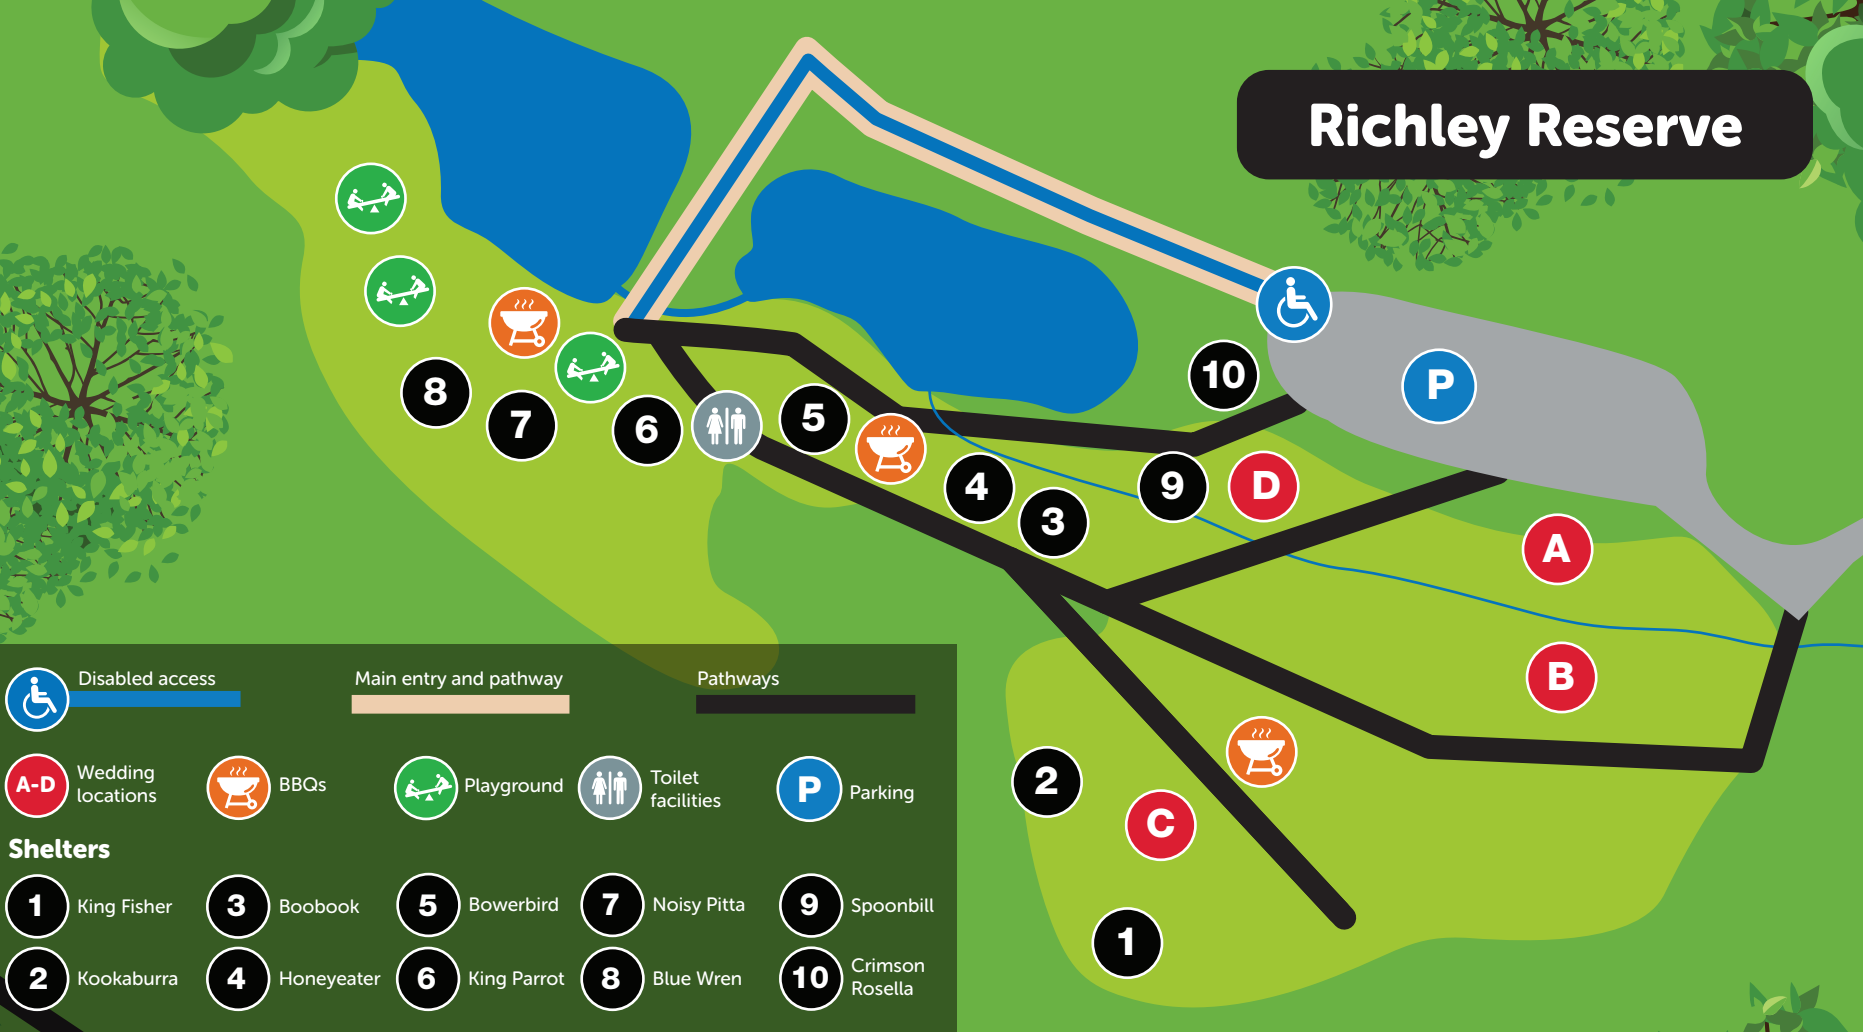 Richley Reserve
10
P
8
7
6
5
4
3
9
D
A
B
2
C
1
Disabled access
Main entry and pathway
Pathways
A-D
Wedding
locations
BBQs
Playground
Toilet
facilities
P
Parking
Shelters
1 King Fisher
3 Boobook
5 Bowerbird
7 Noisy Pitta
9 Spoonbill
2 Kookaburra
4 Honeyeater
6 King Parrot
8 Blue Wren
10 Crimson
Rosella